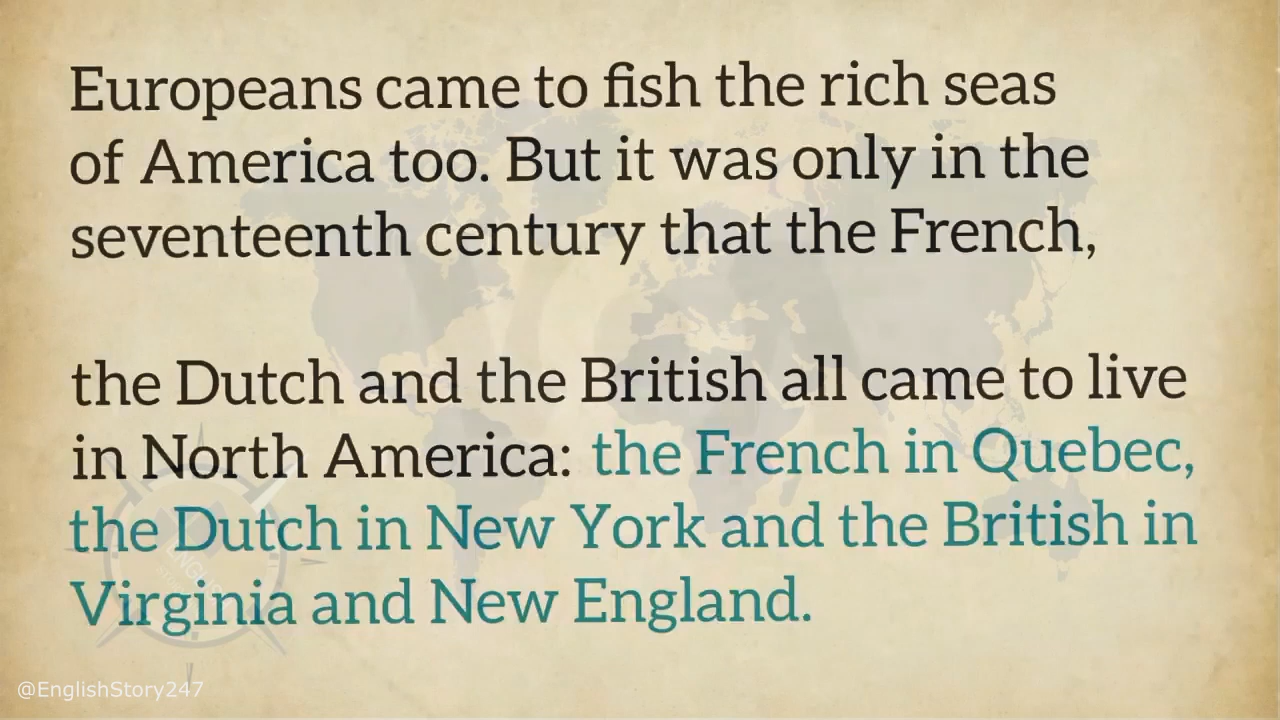 Europeans came to fish the rich seas
of America too. But it was only in the
seventeenth century that the French,
the Dutch and the British all came to live
in North America: the French in Quebec,
the Dutch in New York and the British in
Virginia and New England.
@EnglishStory247